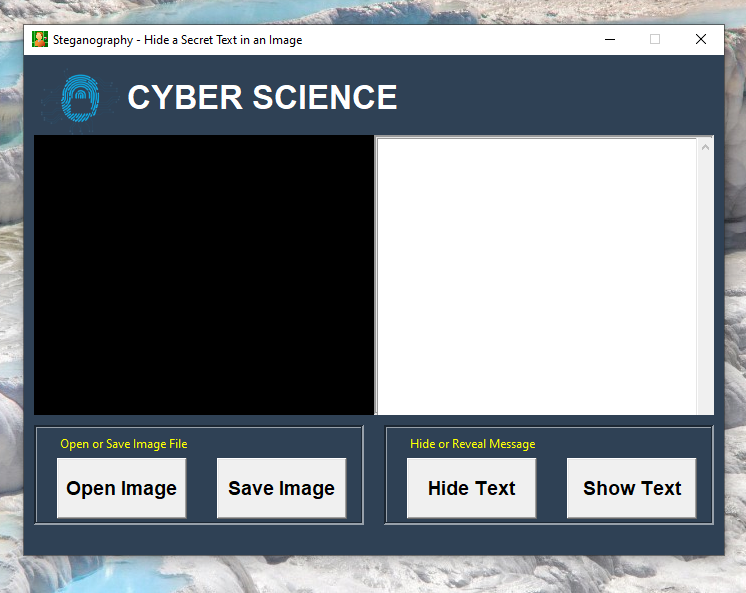 Steganography - Hide a Secret Text in an Image
CYBER SCIENCE
Open or Save Image File
Open Image
Save Image
Hide or Reveal Message
Hide Text
Show Text